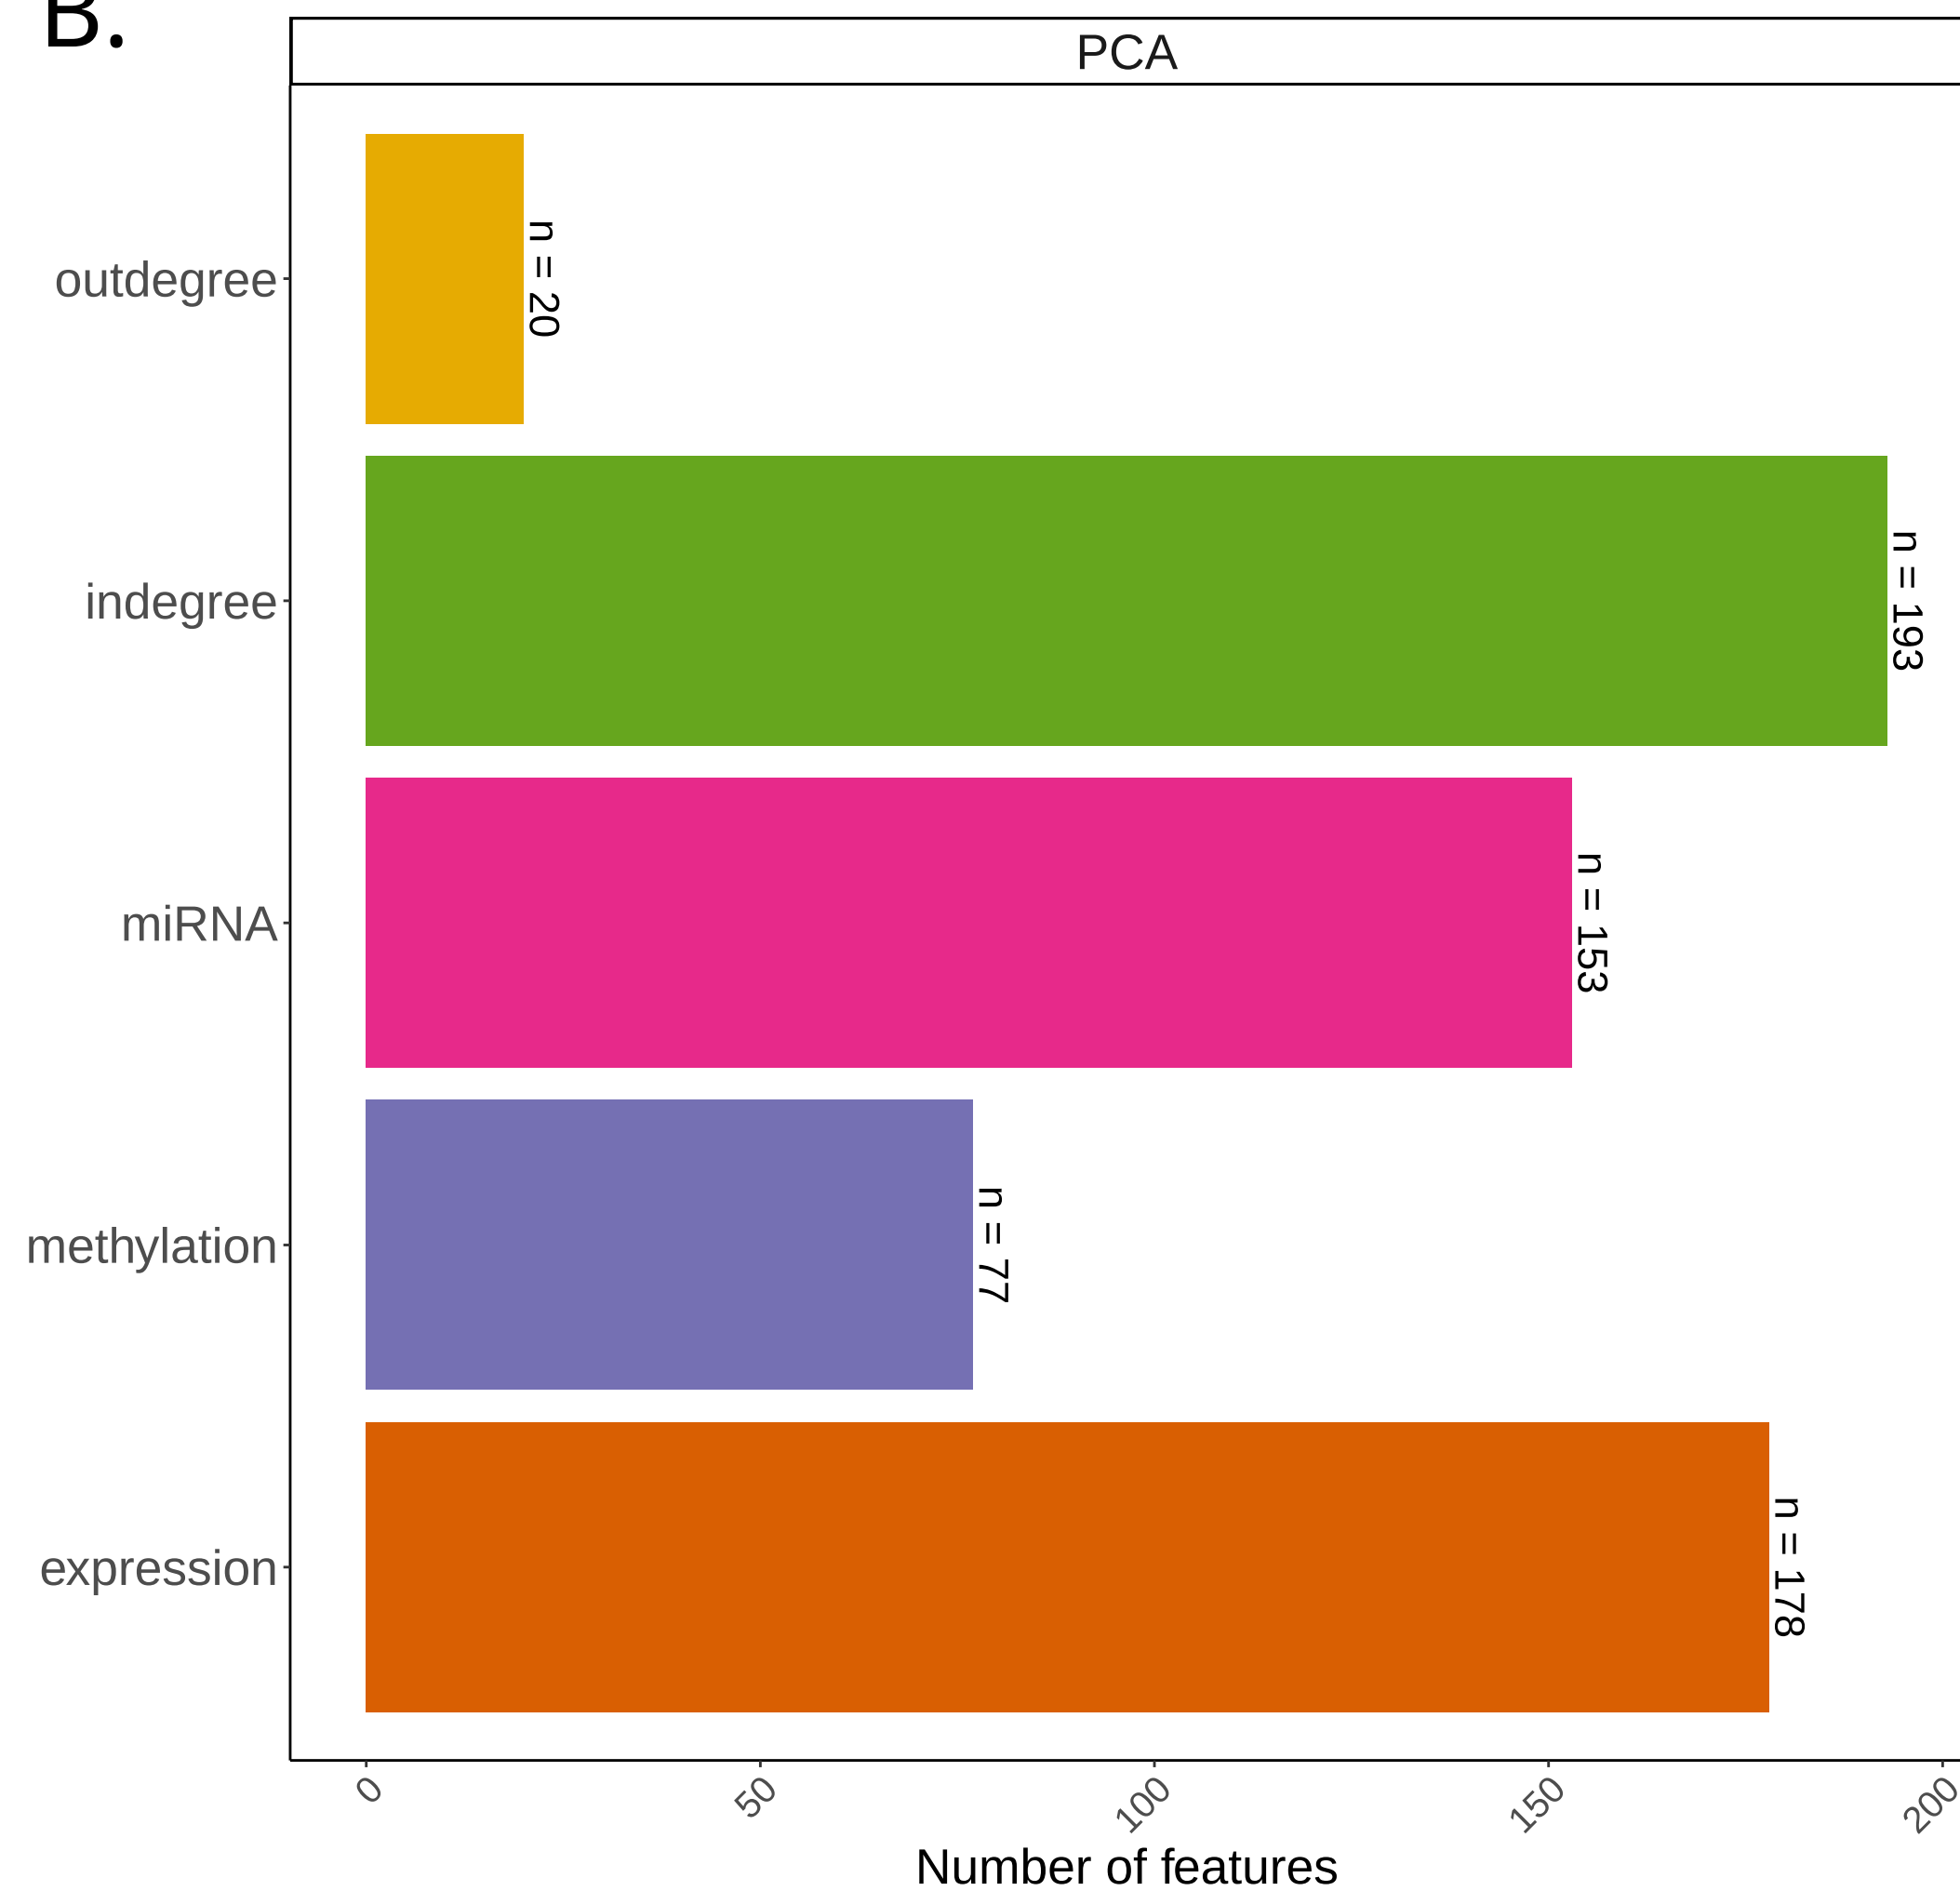 B.
PCA
outdegree
n = 20
indegree
n = 193
miRNA
n = 153
methylation
n = 77
expression
n = 178
0
50
100
150
200
Number of features